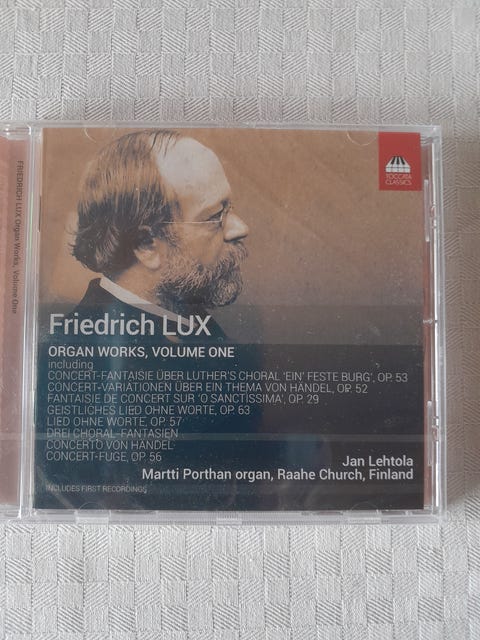 FRIEDRICH LUX Organ Works, Volume One
TOCCATA
CLASSICS
Friedrich LUX
ORGAN WORKS, VOLUME ONE
including
CONCERT-FANTAISIE ÜBER LUTHER'S CHORAL 'EIN' FESTE BURG', OP. 53
CONCERT-VARIATIONEN ÜBER EIN THEMA VON HÄNDEL, OP. 52
FANTAISIE DE CONCERT SUR 'O SANCTISSIMA', OP. 29
GEISTLICHES LIED OHNE WORTE, OP. 63
LIED OHNE WORTE, OP. 57
DREI CHORAL-FANTASIEN
CONCERTO VON HÄNDEL
CONCERT-FUGE, OP. 56
Jan Lehtola
Martti Porthan organ, Raahe Church, Finland
INCLUDES FIRST RECORDINGS